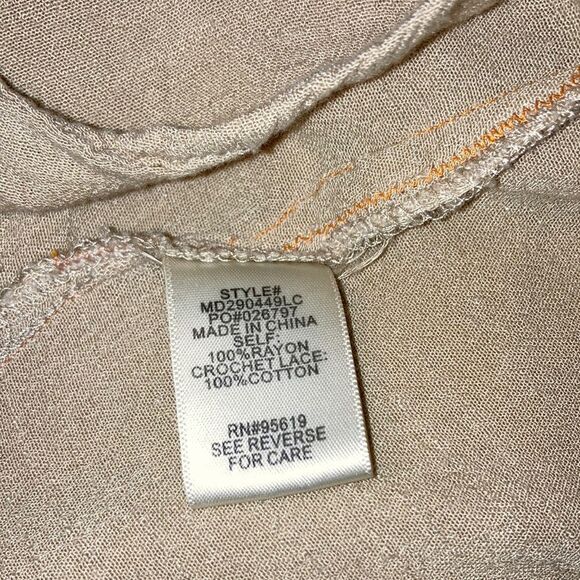 STYLE#
MD290449LC
PO#026797
MADE IN CHINA
SELF:
100%RAYON
CROCHET LACE:
100%COTTON
RN#95619
SEE REVERSE
FOR CARE